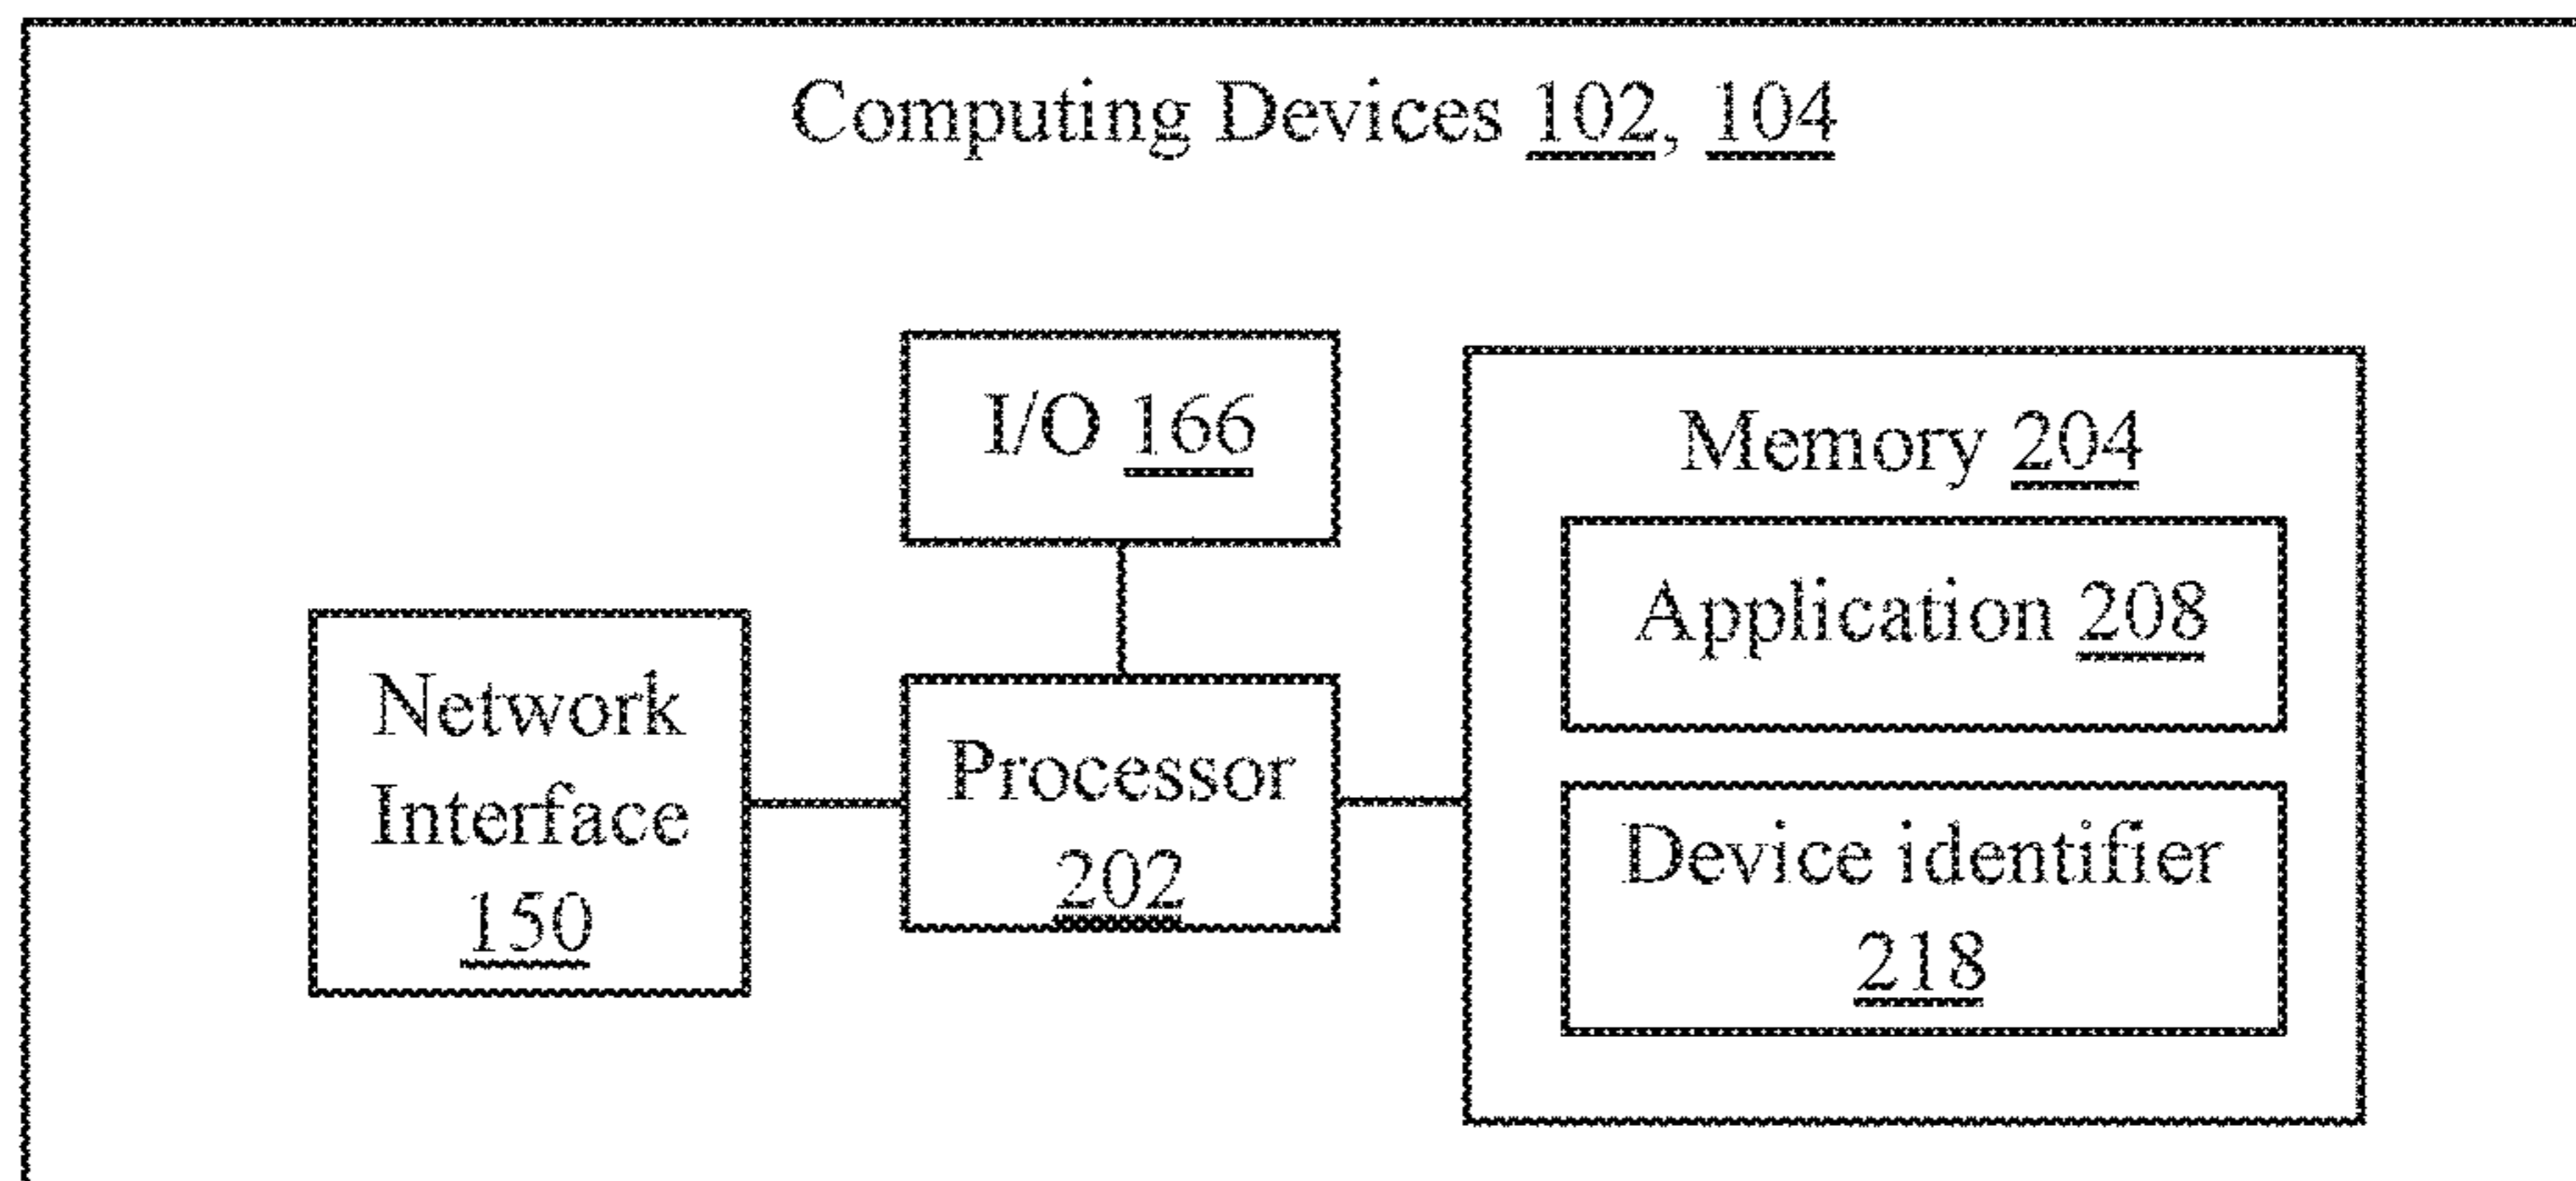 Computing Devices 102, 104
I/O 166
Network
Interface
150
Processor
202
Memory 204
Application 208
Device identifier
218